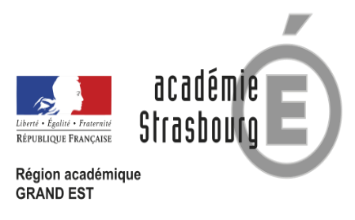 académie
Strasbourg
É
Liberté • Égalité • Fraternité
RÉPUBLIQUE FRANÇAISE
Région académique
GRAND EST